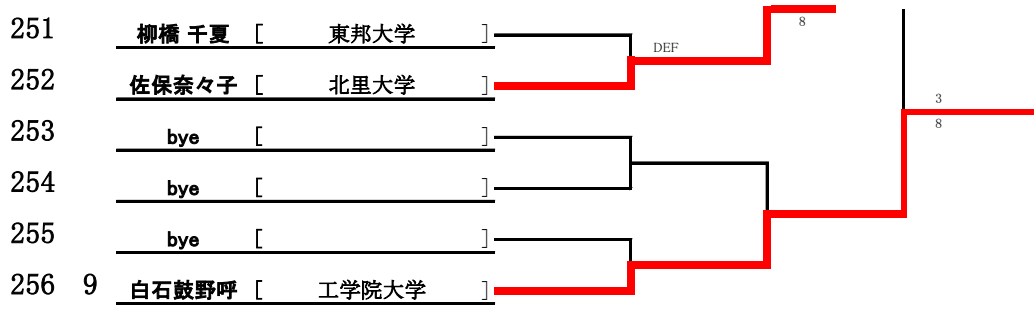 251 柳橋 千夏 [ 東邦大学 ]
8
DEF
252 佐保奈々子 [ 北里大学 ]
3
253 bye [ ]
8
254 bye [ ]
255 bye [ ]
256 9 白石鼓野呼 [ 工学院大学 ]